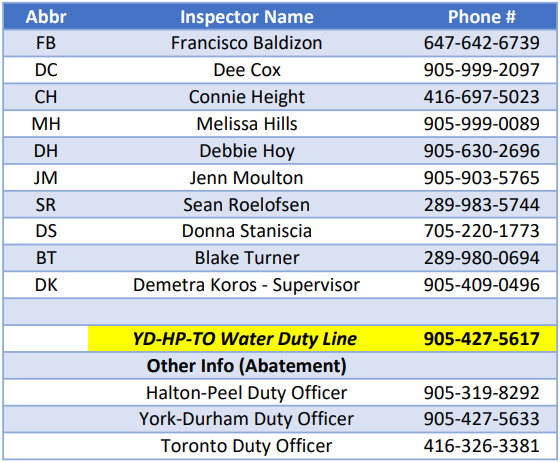 Abbr Inspector Name Phone #
FB Francisco Baldizon 647-642-6739
DC Dee Cox 905-999-2097
CH Connie Height 416-697-5023
MH Melissa Hills 905-999-0089
DH Debbie Hoy 905-630-2696
JM Jenn Moulton 905-903-5765
SR Sean Roelofsen 289-983-5744
DS Donna Staniscia 705-220-1773
BT Blake Turner 289-980-0694
DK Demetra Koros - Supervisor 905-409-0496
YD-HP-TO Water Duty Line 905-427-5617
Other Info (Abatement)
Halton-Peel Duty Officer 905-319-8292
York-Durham Duty Officer 905-427-5633
Toronto Duty Officer 416-326-3381